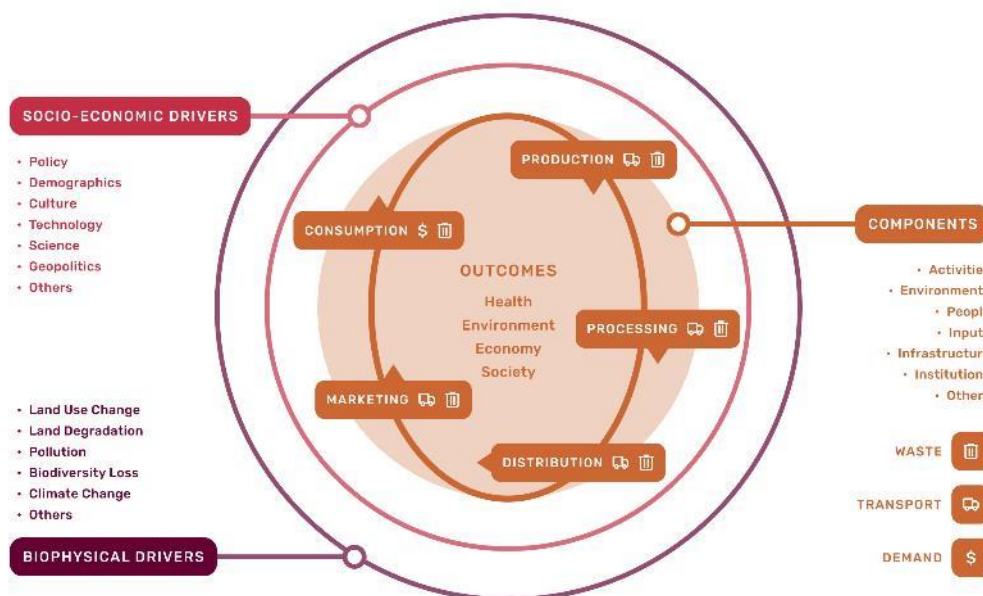 SOCIO-ECONOMIC DRIVERS
• Policy
• Demographics
• Culture
• Technology
• Science
• Geopolitics
• Others
• Land Use Change
• Land Degradation
• Pollution
• Biodiversity Loss
• Climate Change
• Others
BIOPHYSICAL DRIVERS
PRODUCTION
CONSUMPTION $
OUTCOMES
Health
Environment
Economy
Society
PROCESSING
MARKETING
DISTRIBUTION
COMPONENTS
• Activitie
• Environment
• Peopl
• Input
• Infrastructur
• Institution
• Other
WASTE
TRANSPORT
DEMAND $